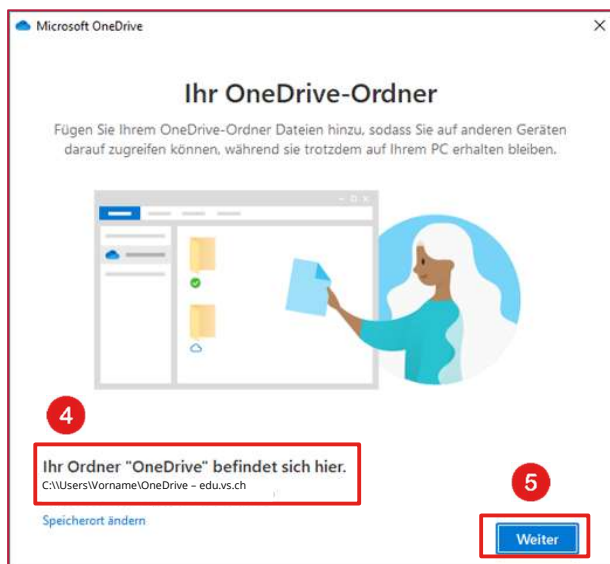 Microsoft OneDrive
Ihr OneDrive-Ordner
Fügen Sie Ihrem OneDrive-Ordner Dateien hinzu, sodass Sie auf anderen Geräten
darauf zugreifen können, während sie trotzdem auf Ihrem PC erhalten bleiben.
4
Ihr Ordner "OneDrive" befindet sich hier.
C:\\Users\Vorname\OneDrive – edu.vs.ch
5
Speicherort ändern
Weiter